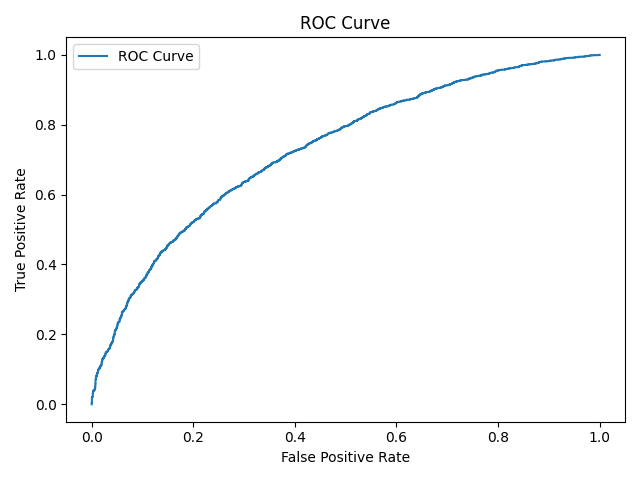 ROC Curve
ROC Curve
1.0
0.8
0.6
0.4
0.2
0.0
True Positive Rate
0.0 0.2 0.4 0.6 0.8 1.0
False Positive Rate